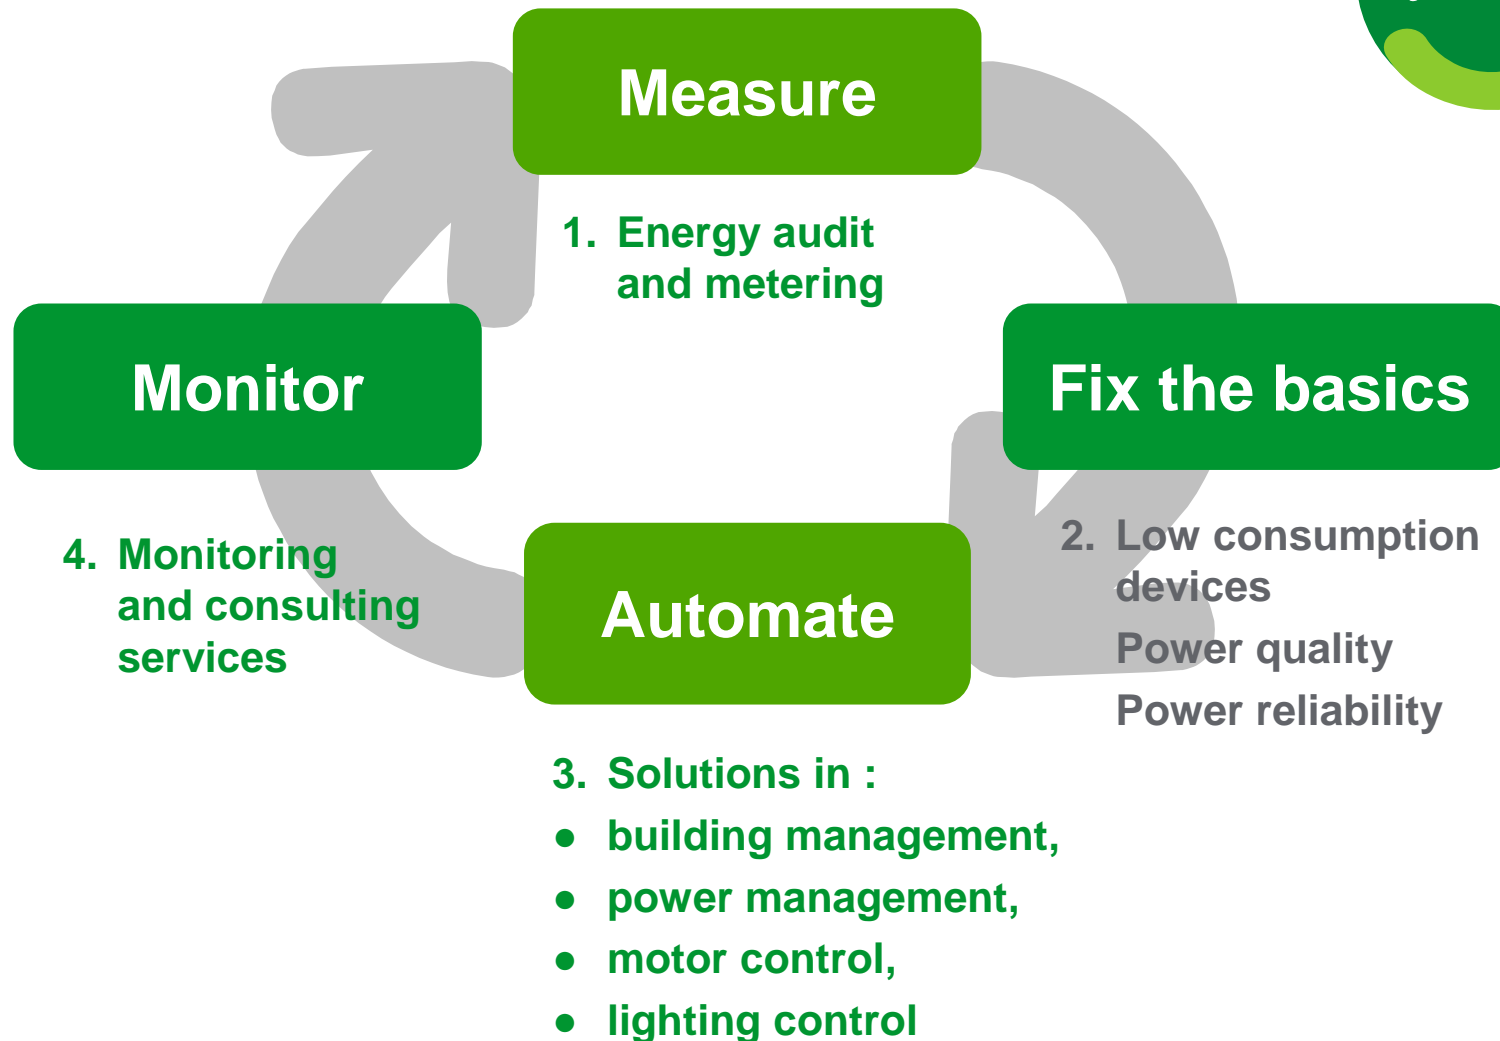 Measure
1. Energy audit
and metering
Monitor
Fix the basics
4. Monitoring
and consulting
services
Automate
2. Low consumption
devices
Power quality
Power reliability
3. Solutions in :
● building management,
● power management,
● motor control,
● lighting control